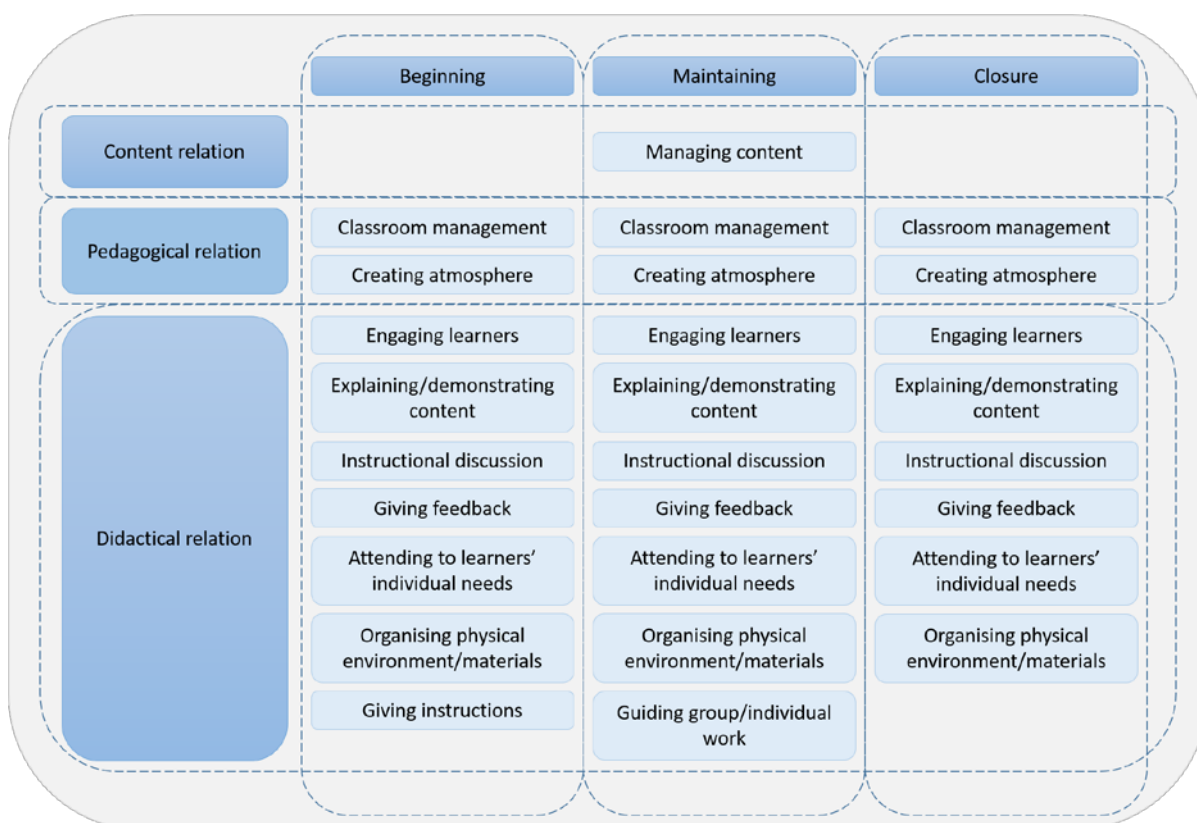 Beginning
Maintaining
Closure
Content relation
Managing content
Pedagogical relation
Classroom management
Classroom management
Classroom management
Creating atmosphere
Creating atmosphere
Creating atmosphere
Didactical relation
Engaging learners
Engaging learners
Engaging learners
Explaining/demonstrating
content
Explaining/demonstrating
content
Explaining/demonstrating
content
Instructional discussion
Instructional discussion
Instructional discussion
Giving feedback
Giving feedback
Giving feedback
Attending to learners’
individual needs
Attending to learners’
individual needs
Attending to learners’
individual needs
Organising physical
environment/materials
Organising physical
environment/materials
Organising physical
environment/materials
Giving instructions
Guiding group/individual
work